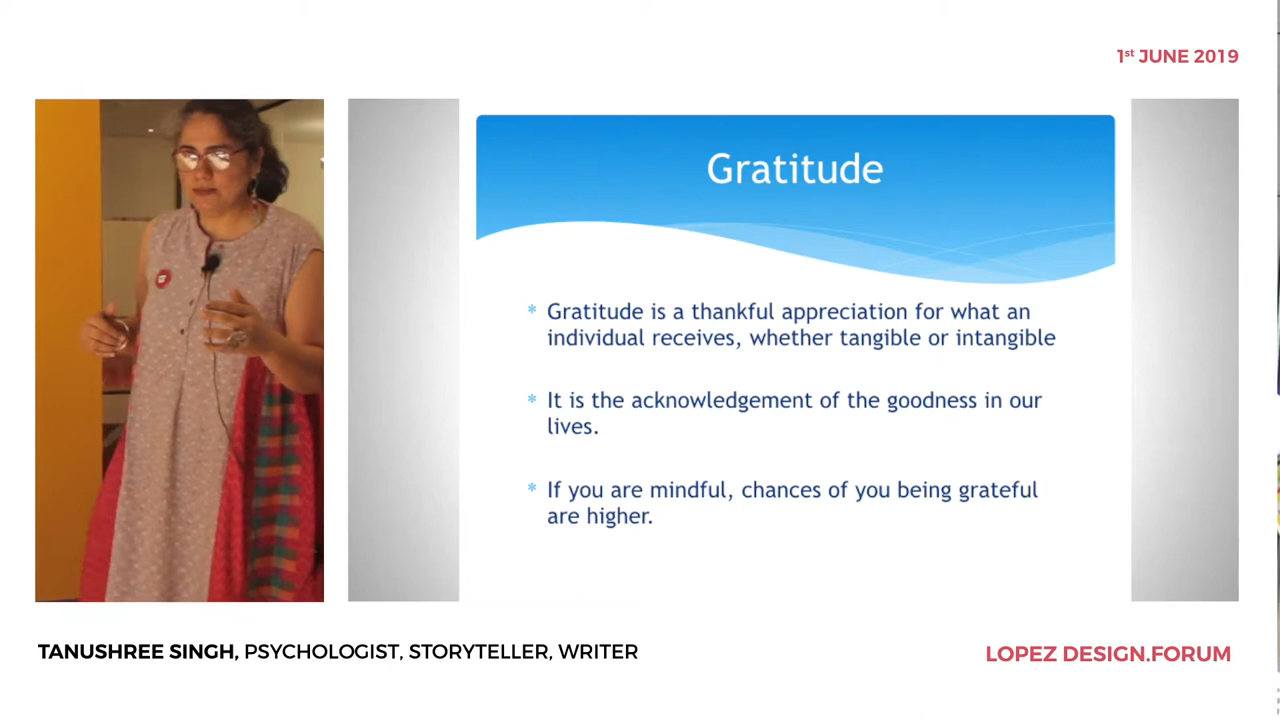 1st JUNE 2019
Gratitude
* Gratitude is a thankful appreciation for what an
individual receives, whether tangible or intangible
* It is the acknowledgement of the goodness in our
lives.
* If you are mindful, chances of you being grateful
are higher.
TANUSHREE SINGH, PSYCHOLOGIST, STORYTELLER, WRITER
LOPEZ DESIGN.FORUM